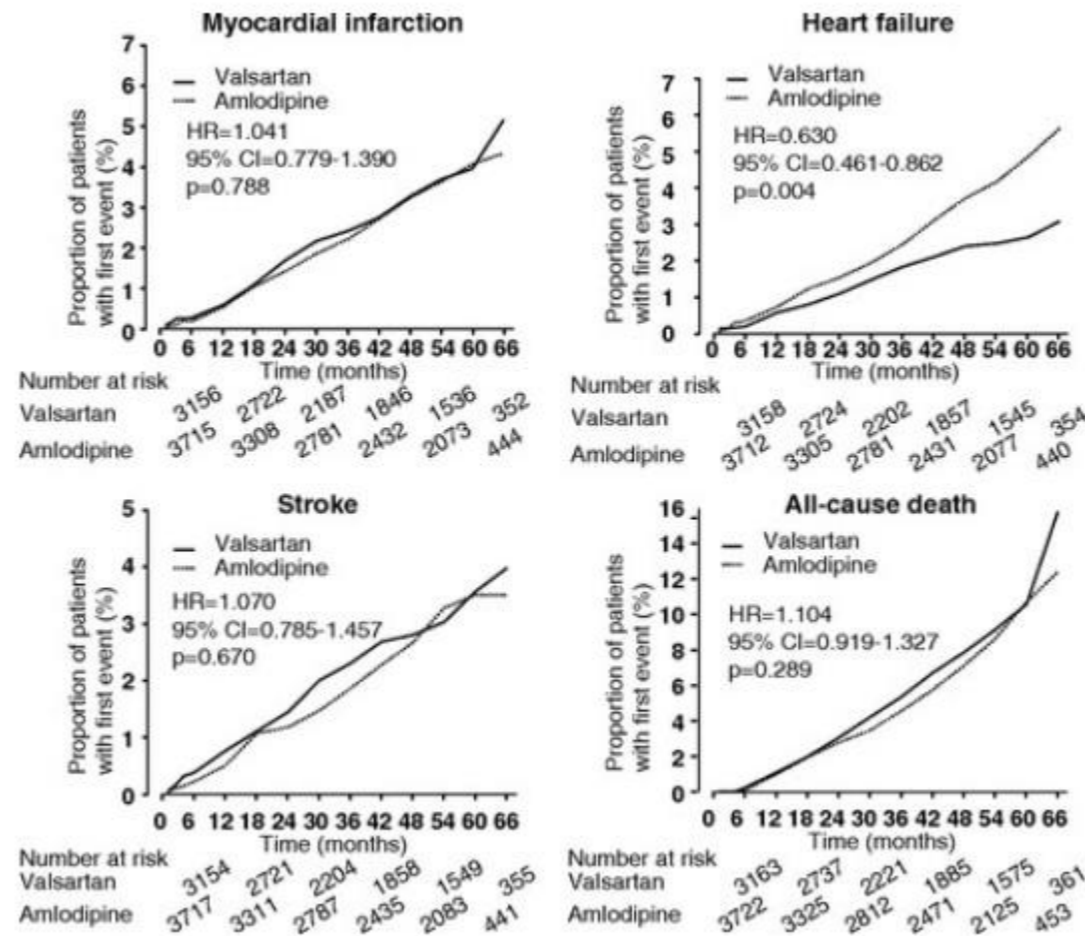 Myocardial infarction
Proportion of patients
with first event (%)
7
6
5
4
3
2
1
0
Valsartan
Amlodipine
HR=1.041
95% CI=0.779-1.390
p=0.788
0 6 12 18 24 30 36 42 48 54 60 66
Time (months)
Number at risk
Valsartan 3156 2722 2187 1846 1536 352
Amlodipine 3715 3308 2781 2432 2073 444
Heart failure
Proportion of patients
with first event (%)
7
6
5
4
3
2
1
0
Valsartan
Amlodipine
HR=0.630
95% CI=0.461-0.862
p=0.004
0 6 12 18 24 30 36 42 48 54 60 66
Time (months)
Number at risk
Valsartan 3158 2724 2202 1857 1545 354
Amlodipine 3712 3305 2781 2431 2077 440
Stroke
Proportion of patients
with first event (%)
5
4
3
2
1
0
Valsartan
Amlodipine
HR=1.070
95% CI=0.785-1.457
p=0.670
0 6 12 18 24 30 36 42 48 54 60 66
Time (months)
Number at risk
Valsartan 3154 2721 2204 1858 1549 355
Amlodipine 3717 3311 2787 2435 2083 441
All-cause death
Proportion of patients
with first event (%)
16
14
12
10
8
6
4
2
0
Valsartan
Amlodipine
HR=1.104
95% CI=0.919-1.327
p=0.289
0 6 12 18 24 30 36 42 48 54 60 66
Time (months)
Number at risk
Valsartan 3163 2737 2221 1885 1575 361
Amlodipine 3722 3325 2812 2471 2125 453